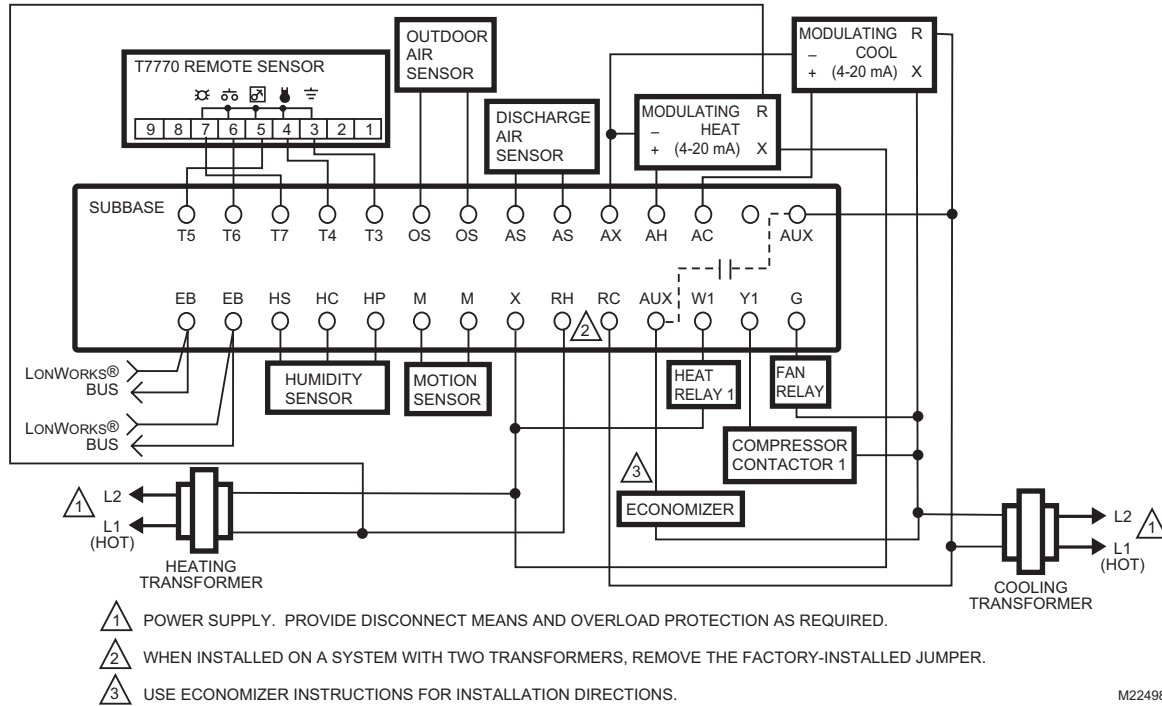 OUTDOOR
AIR
SENSOR
MODULATING R
– COOL
+ (4-20 mA) X
T7770 REMOTE SENSOR
9 8 7 6 5 4 3 2 1
DISCHARGE
AIR
SENSOR
MODULATING R
– HEAT
+ (4-20 mA) X
SUBBASE
T5 T6 T7 T4 T3 OS OS AS AS AX AH AC AUX
EB EB HS HC HP M M X RH RC AUX W1 Y1 G
2
LONWORKS®
BUS
LONWORKS®
BUS
HUMIDITY
SENSOR
MOTION
SENSOR
HEAT
RELAY 1
FAN
RELAY
COMPRESSOR
CONTACTOR 1
3
ECONOMIZER
1
L2
L1
(HOT)
HEATING
TRANSFORMER
L2
1
L1
(HOT)
COOLING
TRANSFORMER
1 POWER SUPPLY. PROVIDE DISCONNECT MEANS AND OVERLOAD PROTECTION AS REQUIRED.
2 WHEN INSTALLED ON A SYSTEM WITH TWO TRANSFORMERS, REMOVE THE FACTORY-INSTALLED JUMPER.
3 USE ECONOMIZER INSTRUCTIONS FOR INSTALLATION DIRECTIONS.
M22498